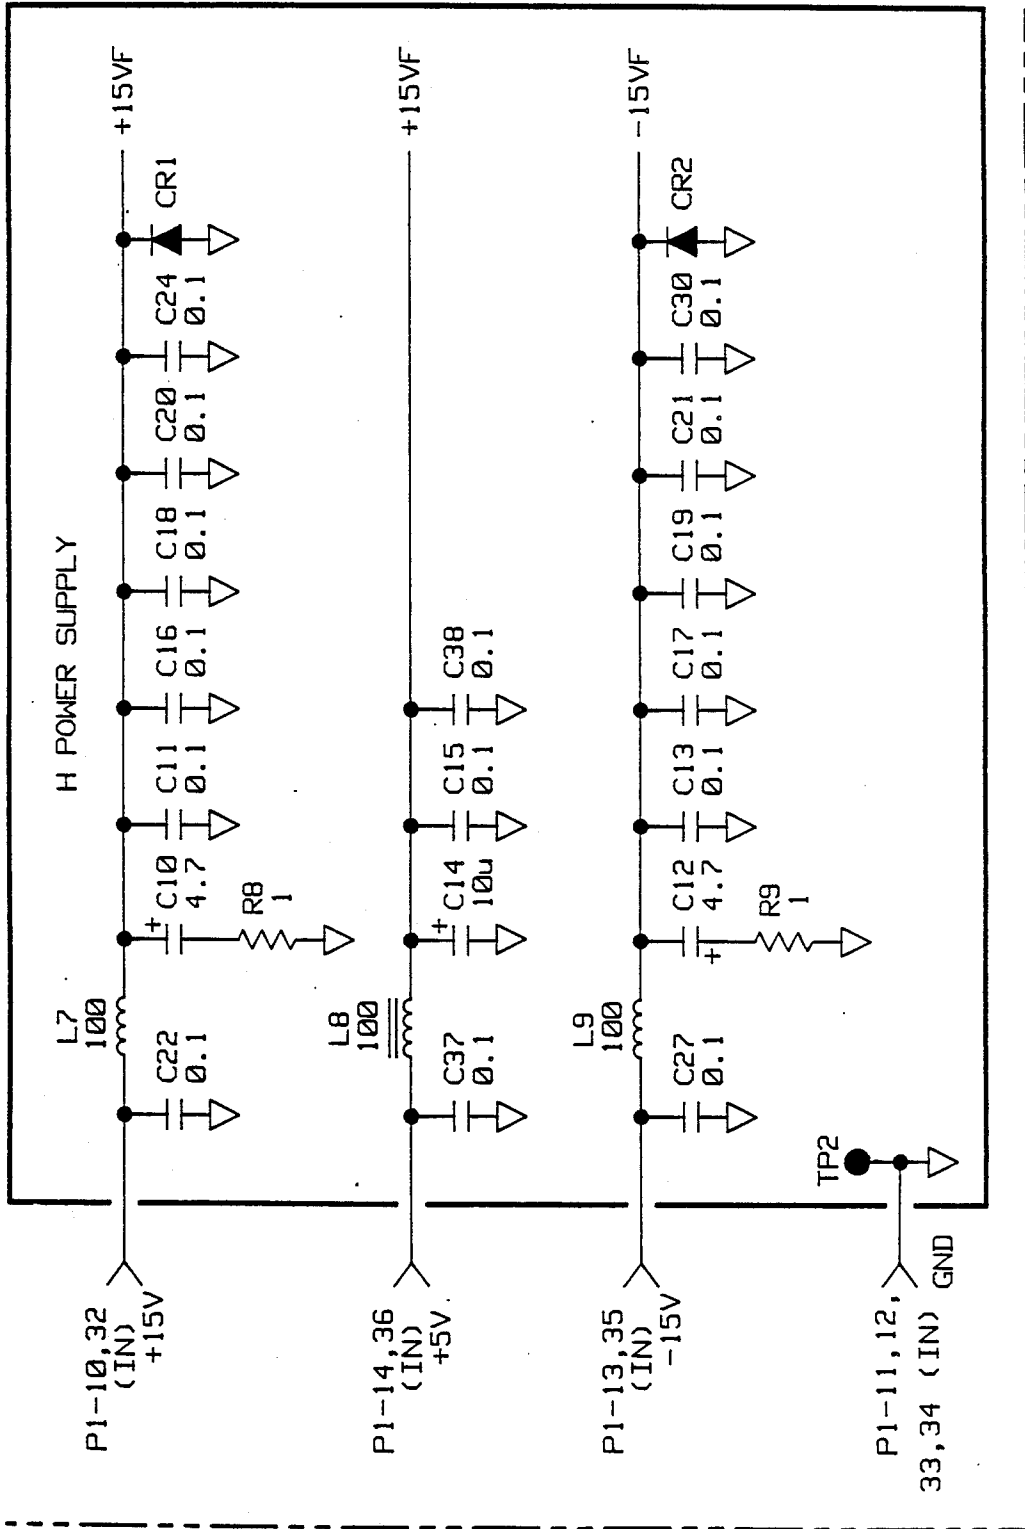 H POWER SUPPLY
P1-10,32
(IN)
+15V
C22
0.1
L7
100
+
C10
4.7
R8
1
C11
0.1
C16
0.1
C18
0.1
C20
0.1
C24
0.1
CR1
+15VF
P1-14,36
(IN)
+5V
C37
0.1
L8
100
+
C14
10u
C15
0.1
C38
0.1
+15VF
P1-13,35
(IN)
-15V
C27
0.1
L9
100
C12
4.7
+
R9
1
C13
0.1
C17
0.1
C19
0.1
C21
0.1
C30
0.1
CR2
-15VF
TP2
P1-11,12,
33,34 (IN)
GND